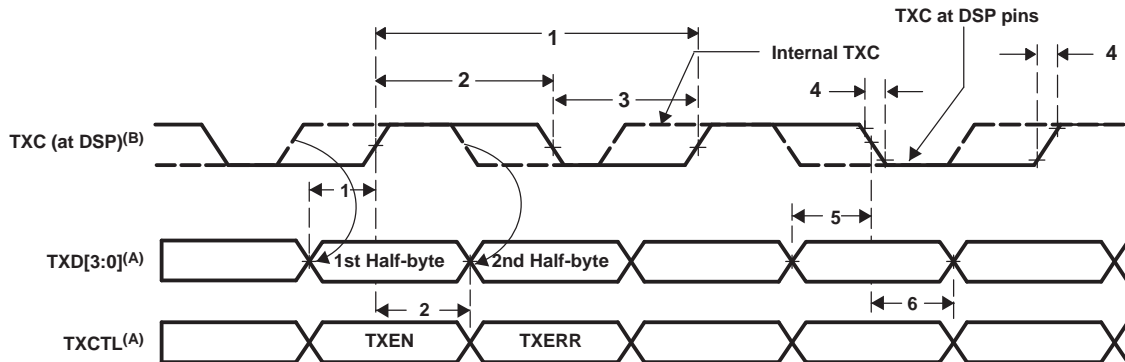 TXC at DSP pins
1
Internal TXC
4
2
4
3
TXC (at DSP)(B)
1
5
TXD[3:0](A)
1st Half-byte
2nd Half-byte
2
6
TXCTL(A)
TXEN
TXERR